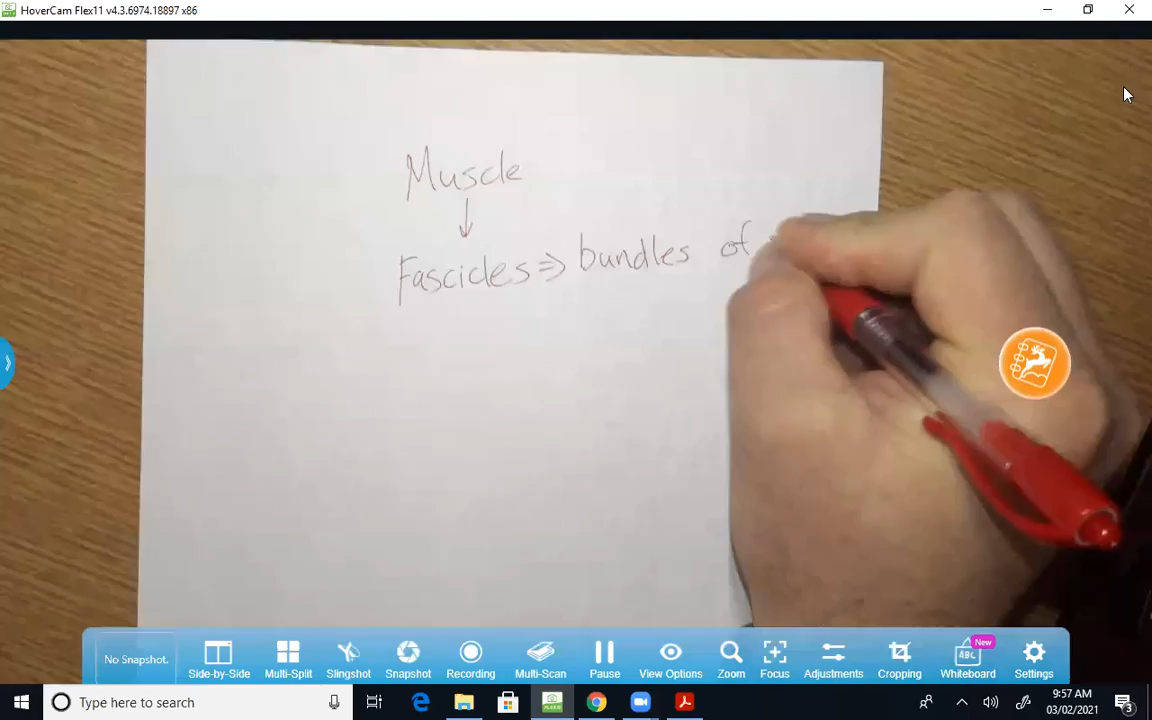 HoverCam Flex11 v4.3.6974.18897 x86
Muscle
↓
Fascicles ⇒ bundles of
No Snapshot.
Side-by-Side
Multi-Split
Slingshot
Snapshot
Recording
Multi-Scan
Pause
View Options
Zoom
Focus
Adjustments
Cropping
New
ABC
Whiteboard
Settings
Type here to search
9:57 AM
03/02/2021
3